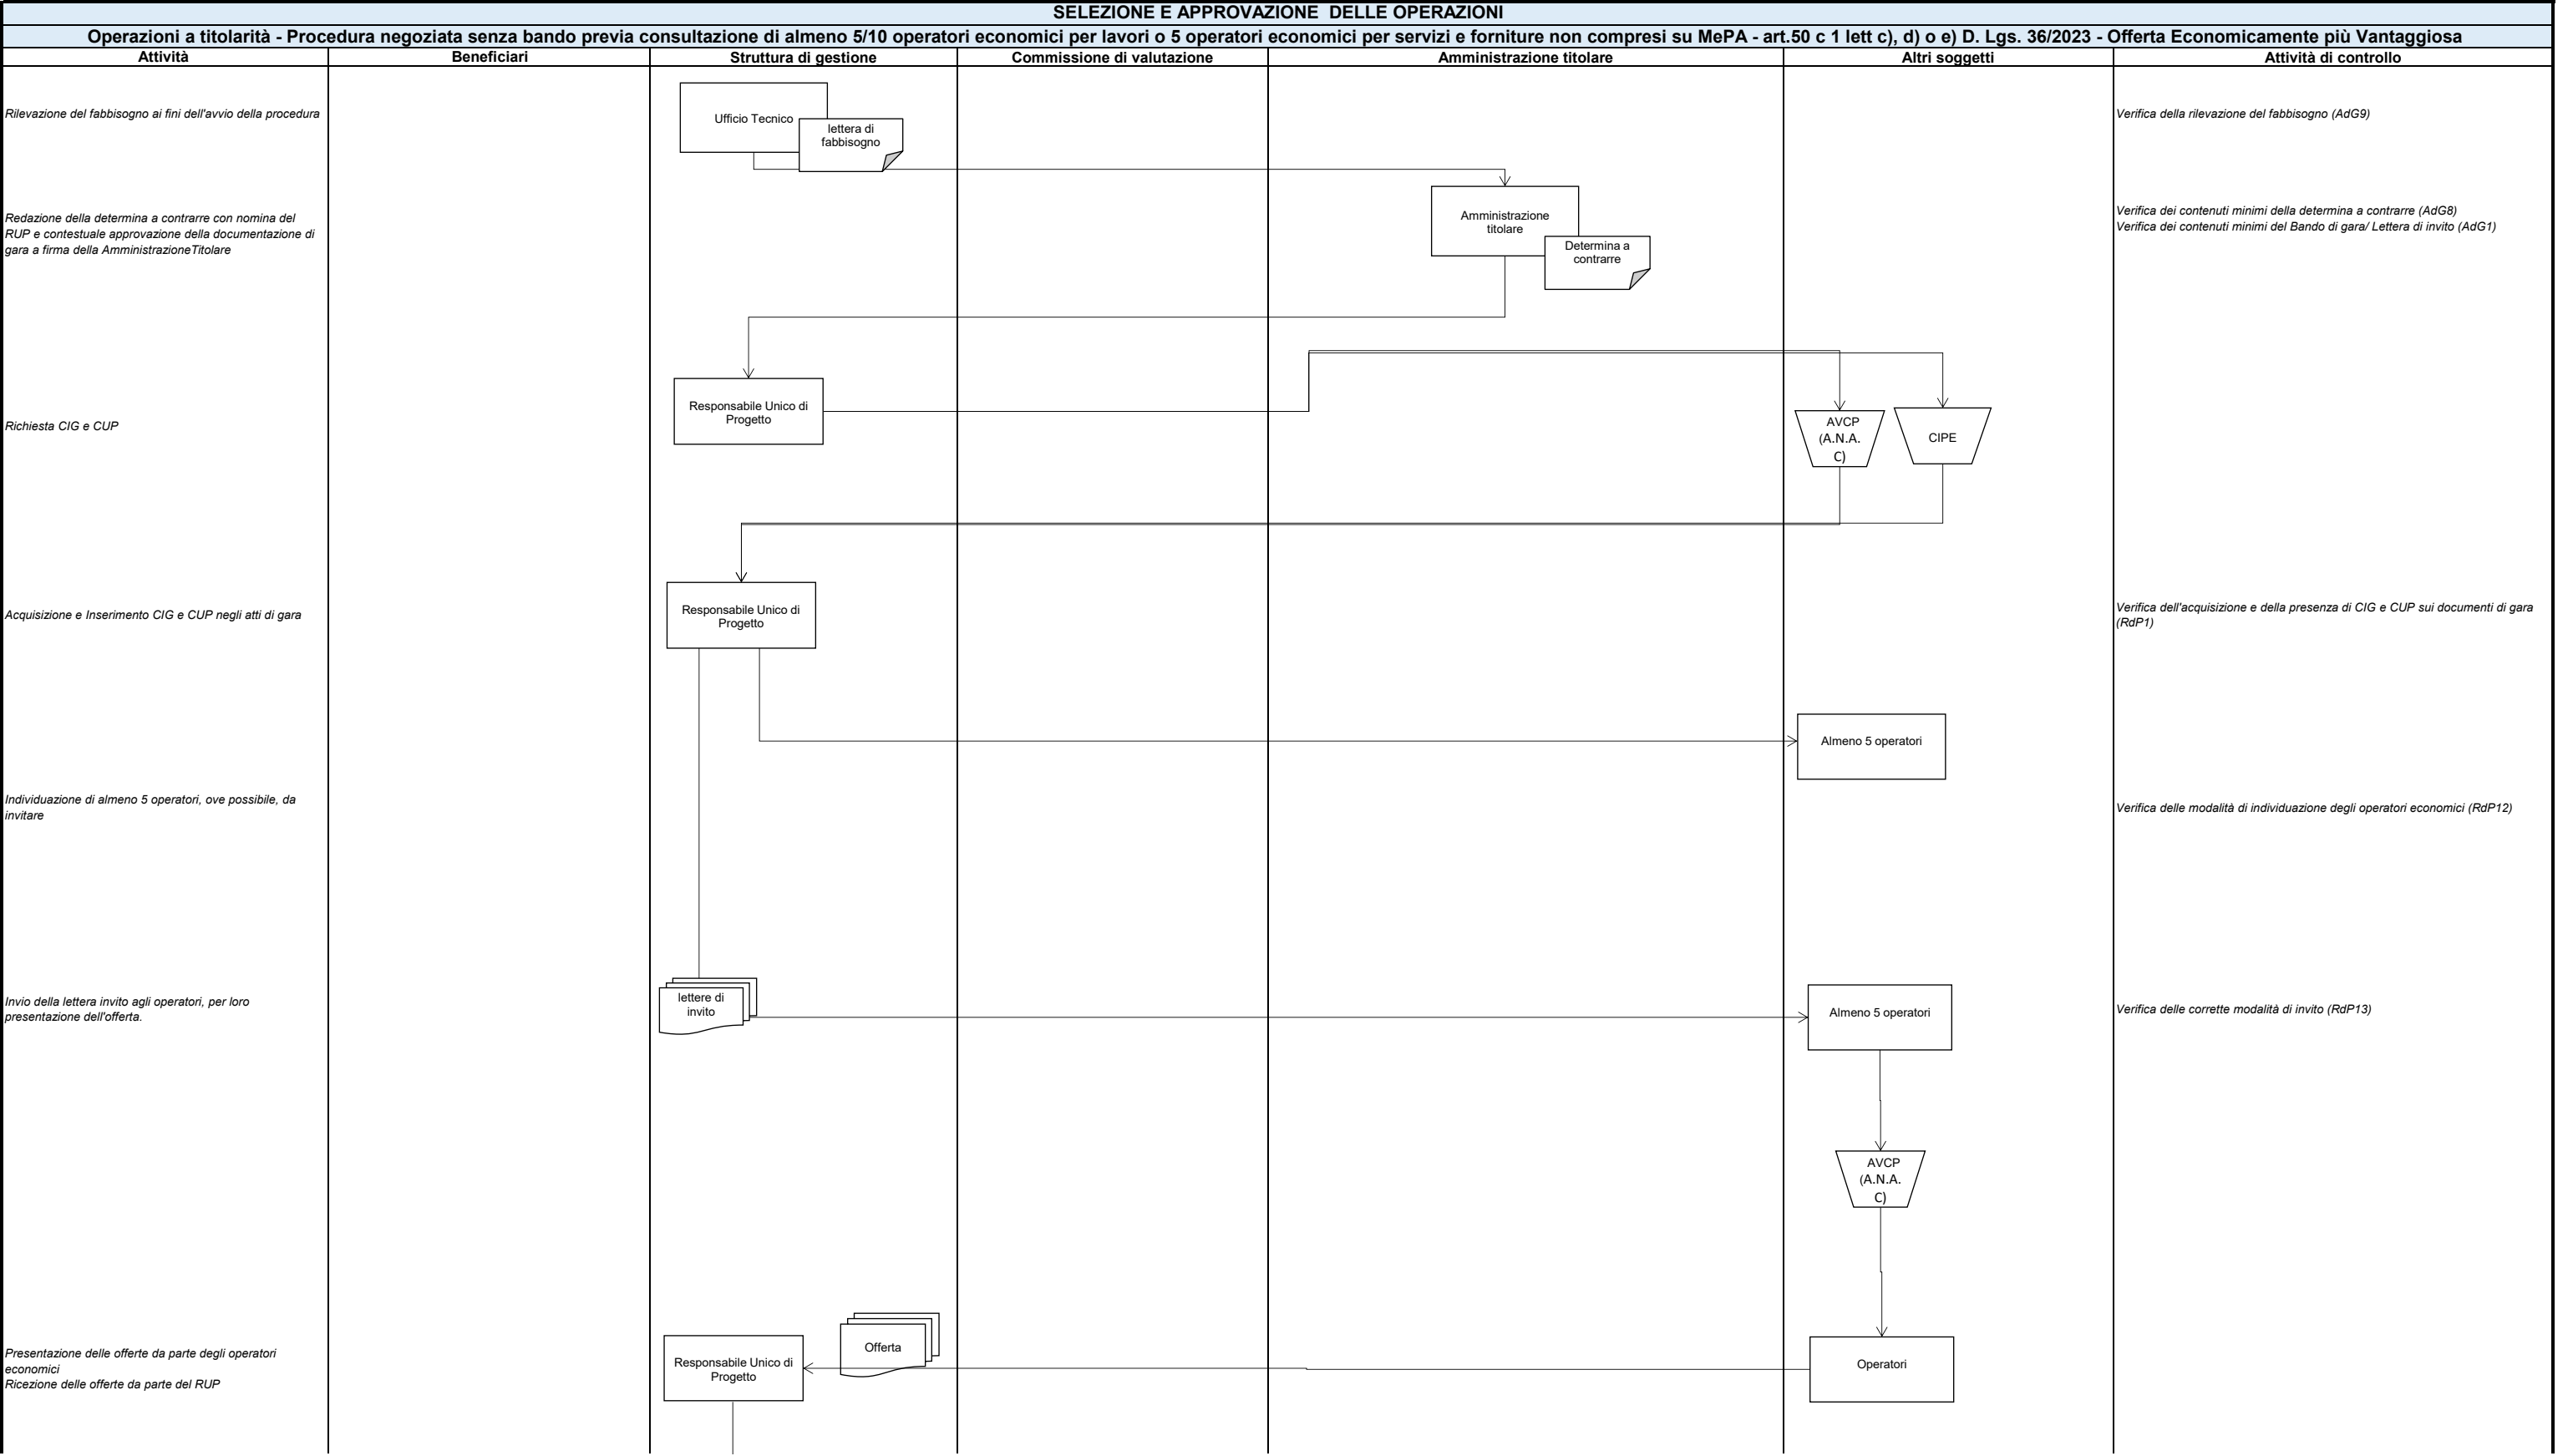 SELEZIONE E APPROVAZIONE DELLE OPERAZIONI
Operazioni a titolarità - Procedura negoziata senza bando previa consultazione di almeno 5/10 operatori economici per lavori o 5 operatori economici per servizi e forniture non compresi su MePA - art.50 c 1 lett c), d) o e) D. Lgs. 36/2023 - Offerta Economicamente più Vantaggiosa
Attività
Beneficiari
Struttura di gestione
Commissione di valutazione
Amministrazione titolare
Altri soggetti
Attività di controllo
Rilevazione del fabbisogno ai fini dell'avvio della procedura
Ufficio Tecnico
lettera di
fabbisogno
Verifica della rilevazione del fabbisogno (AdG9)
Redazione della determina a contrarre con nomina del
RUP e contestuale approvazione della documentazione di
gara a firma della AmministrazioneTitolare
Amministrazione
titolare
Determina a
contrarre
Verifica dei contenuti minimi della determina a contrarre (AdG8)
Verifica dei contenuti minimi del Bando di gara/ Lettera di invito (AdG1)
Richiesta CIG e CUP
Responsabile Unico di
Progetto
AVCP
(A.N.A.
C)
CIPE
Acquisizione e Inserimento CIG e CUP negli atti di gara
Responsabile Unico di
Progetto
Verifica dell'acquisizione e della presenza di CIG e CUP sui documenti di gara
(RdP1)
Almeno 5 operatori
Individuazione di almeno 5 operatori, ove possibile, da
invitare
Verifica delle modalità di individuazione degli operatori economici (RdP12)
Invio della lettera invito agli operatori, per loro
presentazione dell'offerta.
lettere di
invito
Almeno 5 operatori
Verifica delle corrette modalità di invito (RdP13)
AVCP
(A.N.A.
C)
Presentazione delle offerte da parte degli operatori
economici
Ricezione delle offerte da parte del RUP
Responsabile Unico di
Progetto
Offerta
Operatori